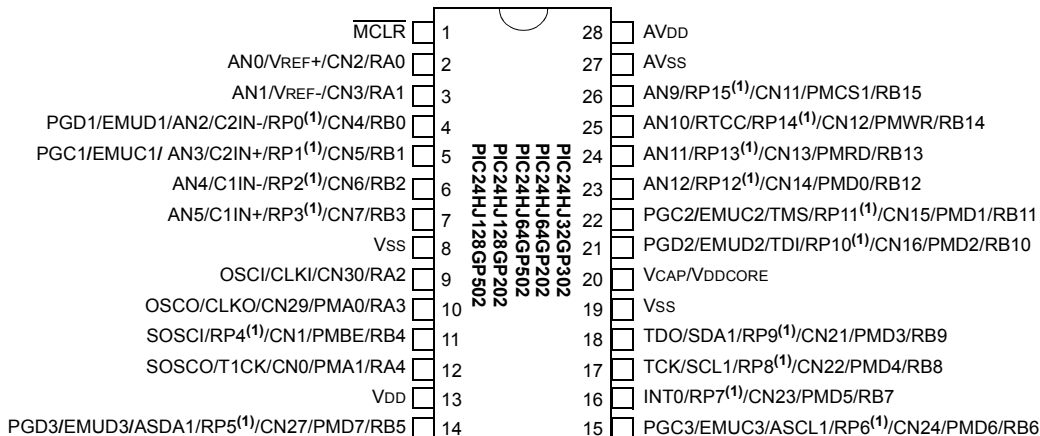 MCLR 1 28 AVDD
AN0/VREF+/CN2/RA0 2 27 AVSS
AN1/VREF-/CN3/RA1 3 26 AN9/RP15(1)/CN11/PMCS1/RB15
PGD1/EMUD1/AN2/C2IN-/RP0(1)/CN4/RB0 4 25 AN10/RTCC/RP14(1)/CN12/PMWR/RB14
PGC1/EMUC1/ AN3/C2IN+/RP1(1)/CN5/RB1 5 24 AN11/RP13(1)/CN13/PMRD/RB13
AN4/C1IN-/RP2(1)/CN6/RB2 6 23 AN12/RP12(1)/CN14/PMD0/RB12
AN5/C1IN+/RP3(1)/CN7/RB3 7 22 PGC2/EMUC2/TMS/RP11(1)/CN15/PMD1/RB11
VSS 8 21 PGD2/EMUD2/TDI/RP10(1)/CN16/PMD2/RB10
OSCI/CLKI/CN30/RA2 9 20 VCAP/VDDCORE
OSCO/CLKO/CN29/PMA0/RA3 10 19 VSS
SOSCI/RP4(1)/CN1/PMBE/RB4 11 18 TDO/SDA1/RP9(1)/CN21/PMD3/RB9
SOSCO/T1CK/CN0/PMA1/RA4 12 17 TCK/SCL1/RP8(1)/CN22/PMD4/RB8
VDD 13 16 INT0/RP7(1)/CN23/PMD5/RB7
PGD3/EMUD3/ASDA1/RP5(1)/CN27/PMD7/RB5 14 15 PGC3/EMUC3/ASCL1/RP6(1)/CN24/PMD6/RB6
PIC24HJ32GP302
PIC24HJ64GP202
PIC24HJ64GP502
PIC24HJ128GP202
PIC24HJ128GP502